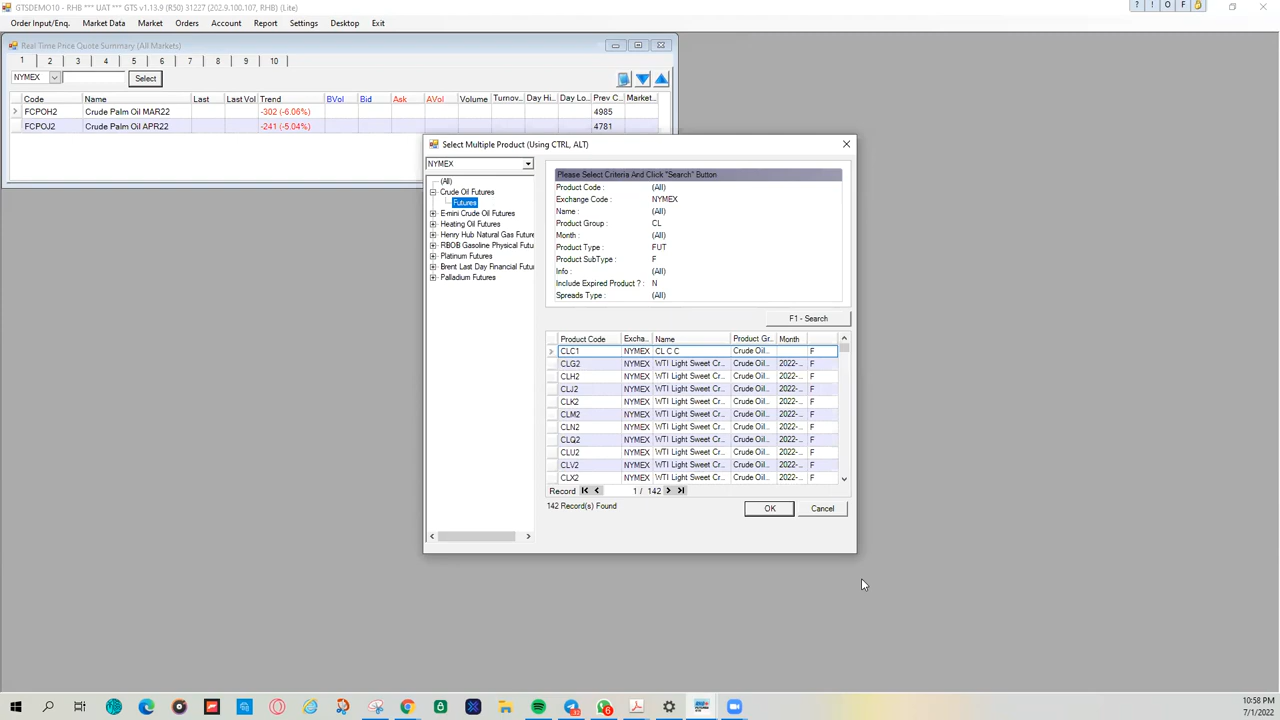 GTSDEMO10 - RHB *** UAT *** GTS v1.13.9 (R50) 31172 (202.9.100.107, RHB) (Lite)
Order Input/Enq. Market Data Market Orders Account Report Settings Desktop Exit
Real Time Price Quote Summary (All Markets)
1 2 3 4 5 6 7 8 9 10
NYMEX Select
Code Name Last Last Vol Trend BVol Bid Ask AVol Volume Turnov.. Day Hi.. Day Lo.. Prev C.. Market..
FCPOH2 Crude Palm Oil MAR22 -302 (-6.06%) 4985
FCPOJ2 Crude Palm Oil APR22 -241 (-5.04%) 4781
Select Multiple Product (Using CTRL, ALT)
NYMEX
(All)
Crude Oil Futures
Futures
E-mini Crude Oil Futures
Heating Oil Futures
Henry Hub Natural Gas Future
RBOB Gasoline Physical Futu
Platinum Futures
Brent Last Day Financial Futu
Palladium Futures
Please Select Criteria And Click "Search" Button
Product Code : (All)
Exchange Code : NYMEX
Name : (All)
Product Group : CL
Month : (All)
Product Type : FUT
Product SubType : F
Info : (All)
Include Expired Product ? : N
Spreads Type : (All)
F1 - Search
Product Code Excha.. Name Product Gr.. Month
CLC1 NYMEX CL C C Crude Oil.. F
CLG2 NYMEX WTI Light Sweet Cr... Crude Oil.. 2022-... F
CLH2 NYMEX WTI Light Sweet Cr... Crude Oil.. 2022-... F
CLJ2 NYMEX WTI Light Sweet Cr... Crude Oil.. 2022-... F
CLK2 NYMEX WTI Light Sweet Cr... Crude Oil.. 2022-... F
CLM2 NYMEX WTI Light Sweet Cr... Crude Oil.. 2022-... F
CLN2 NYMEX WTI Light Sweet Cr... Crude Oil.. 2022-... F
CLQ2 NYMEX WTI Light Sweet Cr... Crude Oil.. 2022-... F
CLU2 NYMEX WTI Light Sweet Cr... Crude Oil.. 2022-... F
CLV2 NYMEX WTI Light Sweet Cr... Crude Oil.. 2022-... F
CLX2 NYMEX WTI Light Sweet Cr... Crude Oil.. 2022-... F
Record 1 / 142
142 Record(s) Found
OK Cancel
10:58 PM
7/1/2022